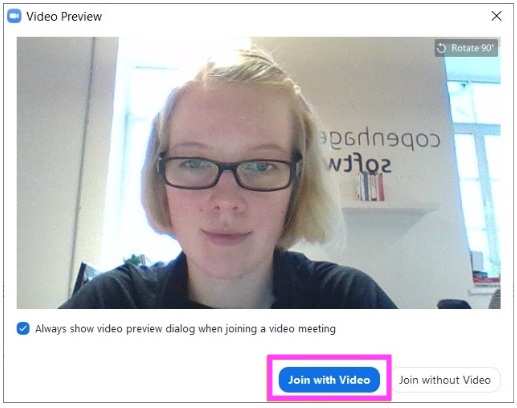 Video Preview
Rotate 90°
copenhage
softw
Always show video preview dialog when joining a video meeting
Join with Video
Join without Video